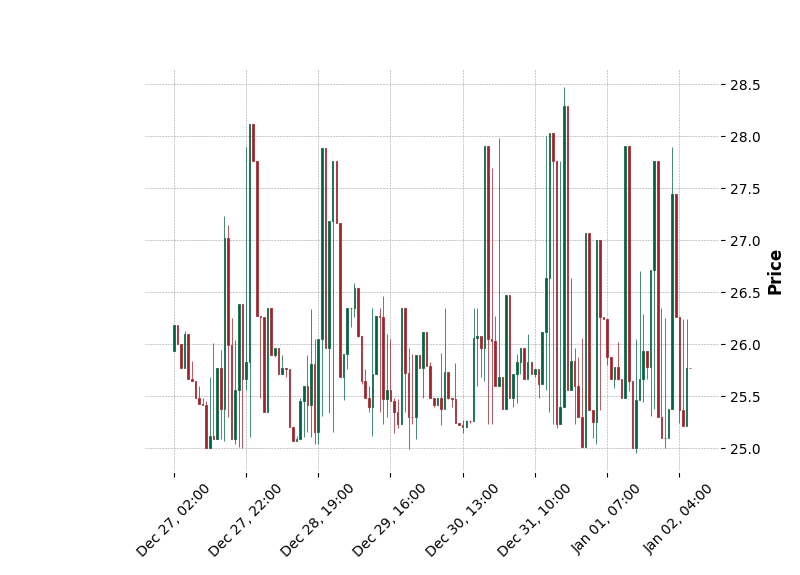 28.5
28.0
27.5
27.0
26.5
26.0
25.5
25.0
Price
Dec 27, 02:00
Dec 27, 22:00
Dec 28, 19:00
Dec 29, 16:00
Dec 30, 13:00
Dec 31, 10:00
Jan 01, 07:00
Jan 02, 04:00